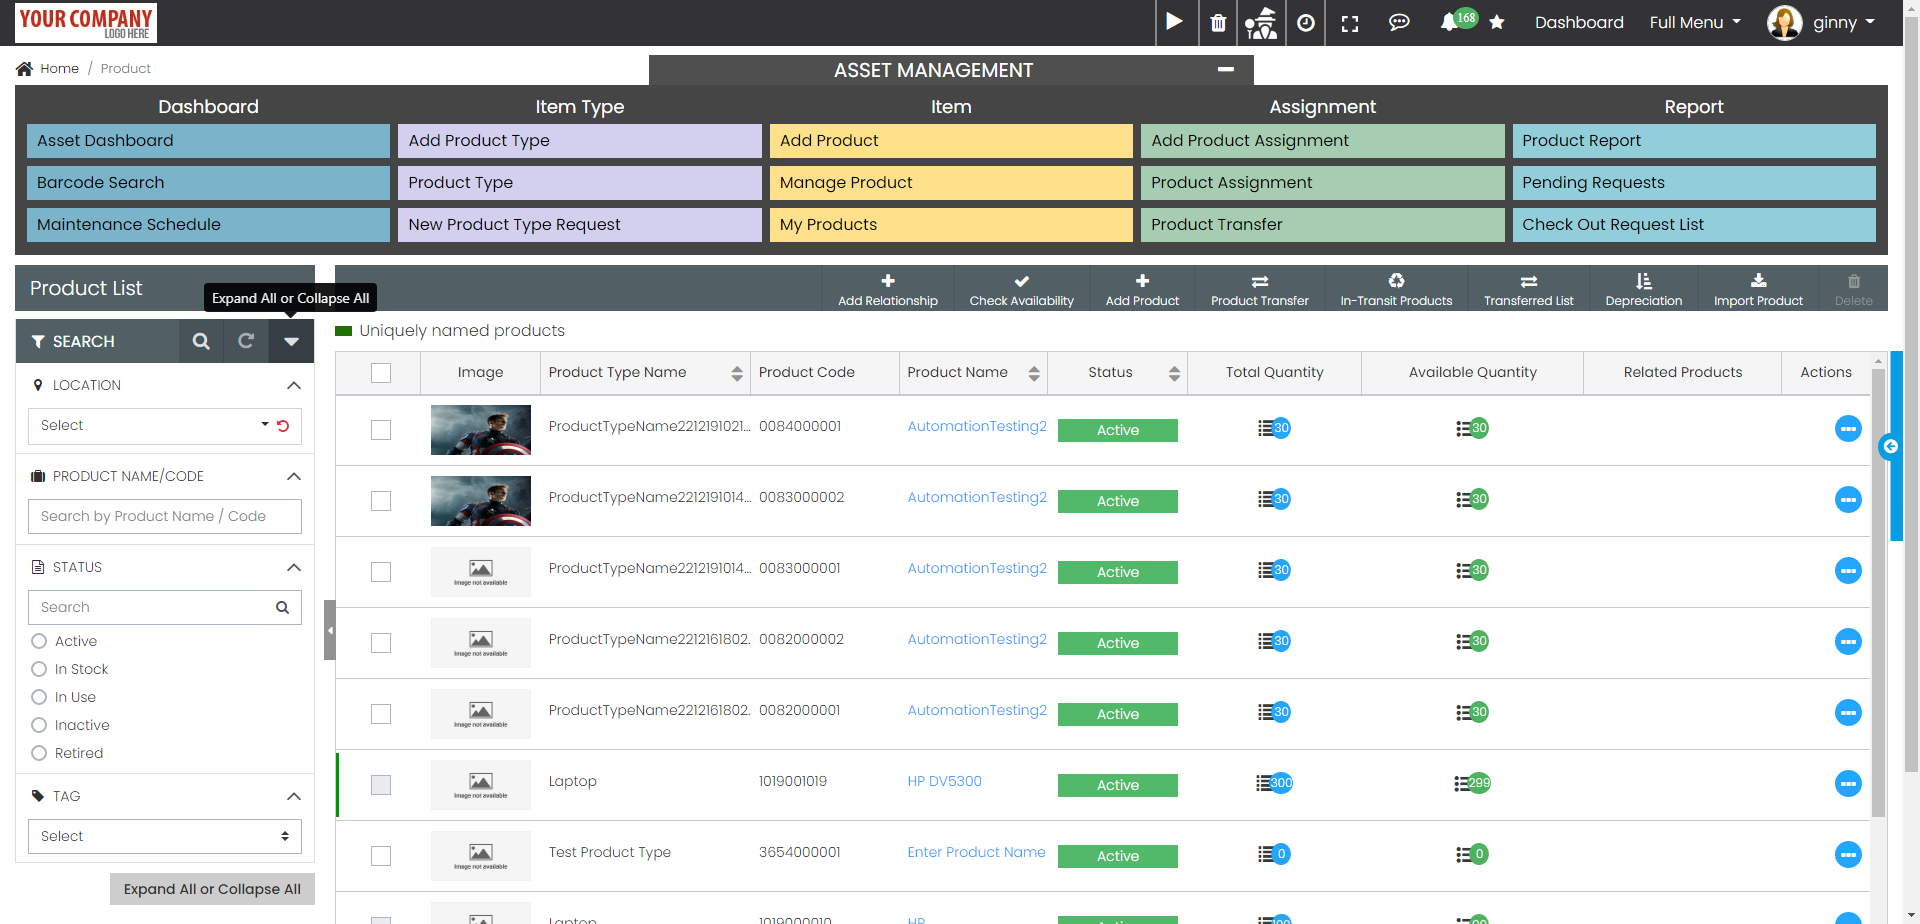 YOUR COMPANY
LOGO HERE
168
Dashboard
Full Menu
ginny
Home / Product
ASSET MANAGEMENT
Dashboard
Item Type
Item
Assignment
Report
Asset Dashboard
Add Product Type
Add Product
Add Product Assignment
Product Report
Barcode Search
Product Type
Manage Product
Product Assignment
Pending Requests
Maintenance Schedule
New Product Type Request
My Products
Product Transfer
Check Out Request List
Product List
Expand All or Collapse All
Add Relationship
Check Availability
Add Product
Product Transfer
In-Transit Products
Transferred List
Depreciation
Import Product
Delete
SEARCH
LOCATION
Select
PRODUCT NAME/CODE
Search by Product Name / Code
STATUS
Search
Active
In Stock
In Use
Inactive
Retired
TAG
Select
Expand All or Collapse All
Uniquely named products
Image Product Type Name Product Code Product Name Status Total Quantity Available Quantity Related Products Actions
ProductTypeName2212191021... 0084000001 AutomationTesting2 Active 30 30
ProductTypeName2212191014... 0083000002 AutomationTesting2 Active 30 30
Image not available ProductTypeName2212191014... 0083000001 AutomationTesting2 Active 30 30
Image not available ProductTypeName2212161802. 0082000002 AutomationTesting2 Active 30 30
Image not available ProductTypeName2212161802. 0082000001 AutomationTesting2 Active 30 30
Image not available Laptop 1019001019 HP DV5300 Active 300 299
Image not available Test Product Type 3654000001 Enter Product Name Active 0 0
Laptop 1019000010 HP Active